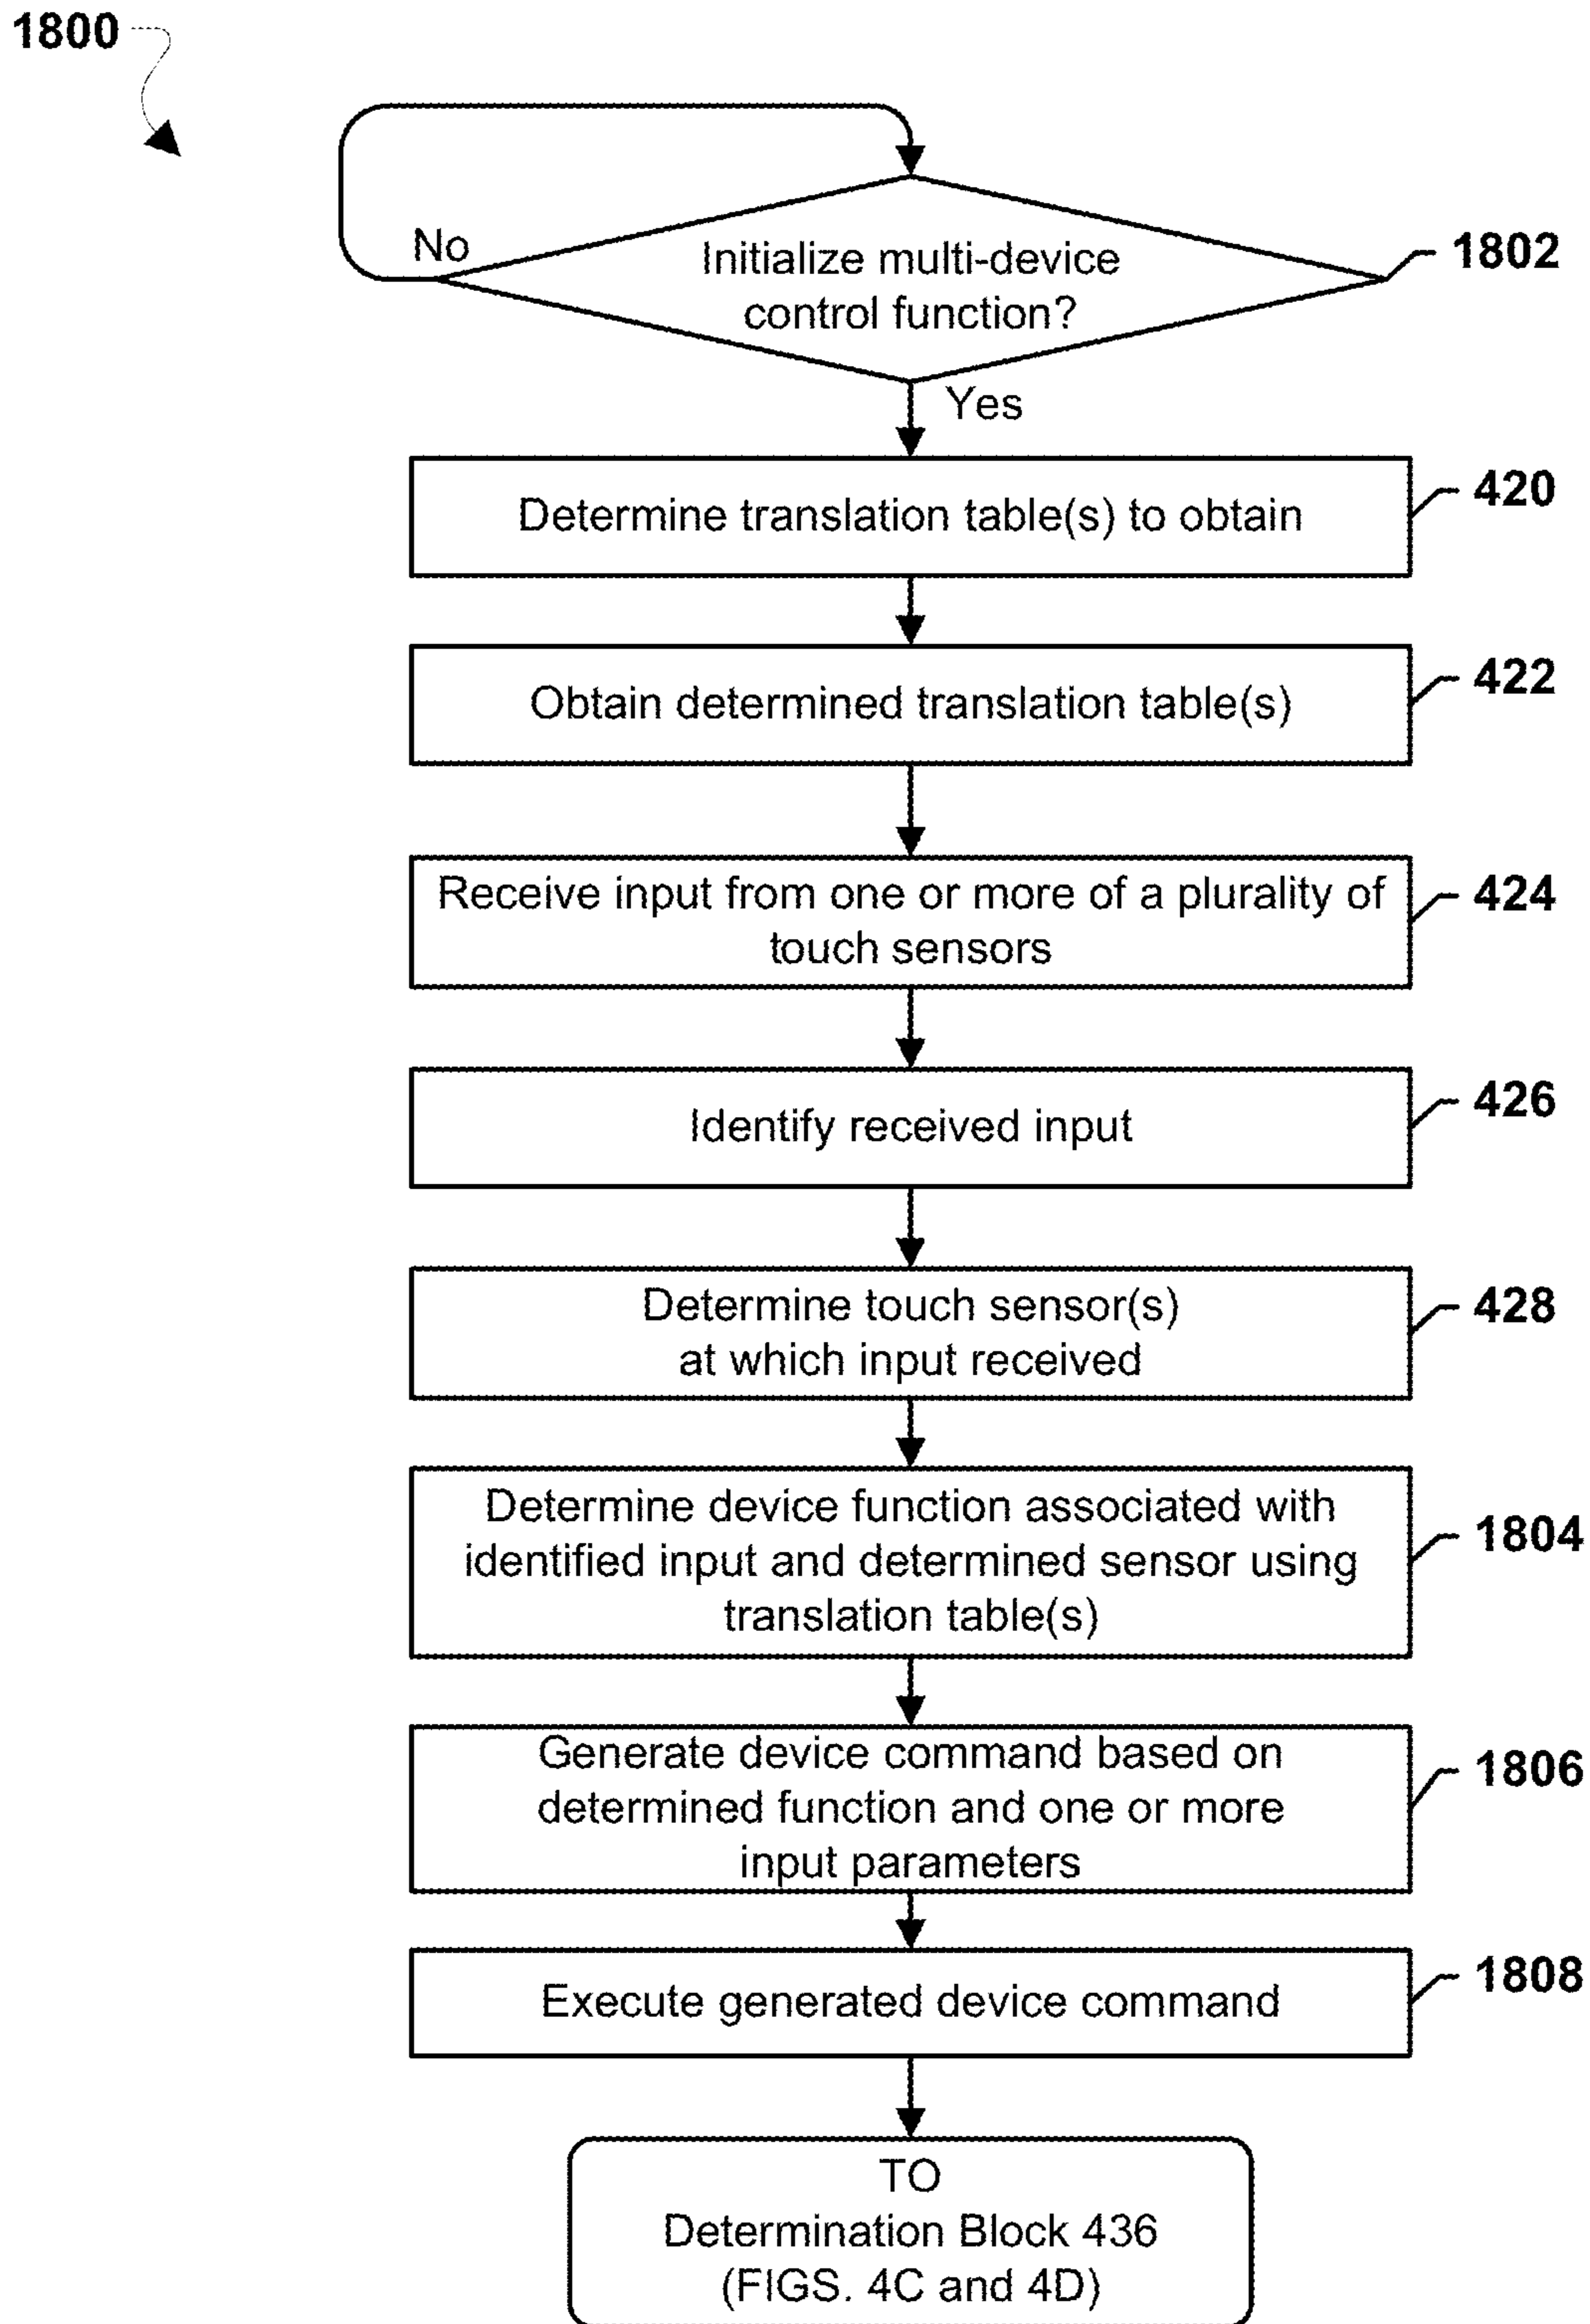 1800
No
Initialize multi-device
control function?
1802
Yes
Determine translation table(s) to obtain
420
Obtain determined translation table(s)
422
Receive input from one or more of a plurality of
touch sensors
424
Identify received input
426
Determine touch sensor(s)
at which input received
428
Determine device function associated with
identified input and determined sensor using
translation table(s)
1804
Generate device command based on
determined function and one or more
input parameters
1806
Execute generated device command
1808
TO
Determination Block 436
(FIGS. 4C and 4D)